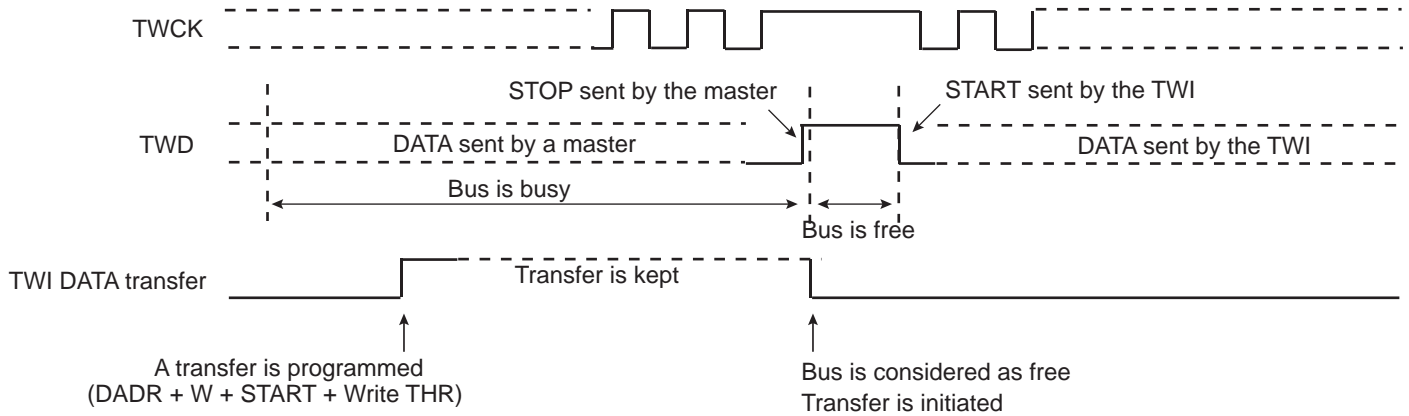 TWCK
STOP sent by the master
START sent by the TWI
TWD
DATA sent by a master
DATA sent by the TWI
Bus is busy
Bus is free
TWI DATA transfer
Transfer is kept
A transfer is programmed
(DADR + W + START + Write THR)
Bus is considered as free
Transfer is initiated